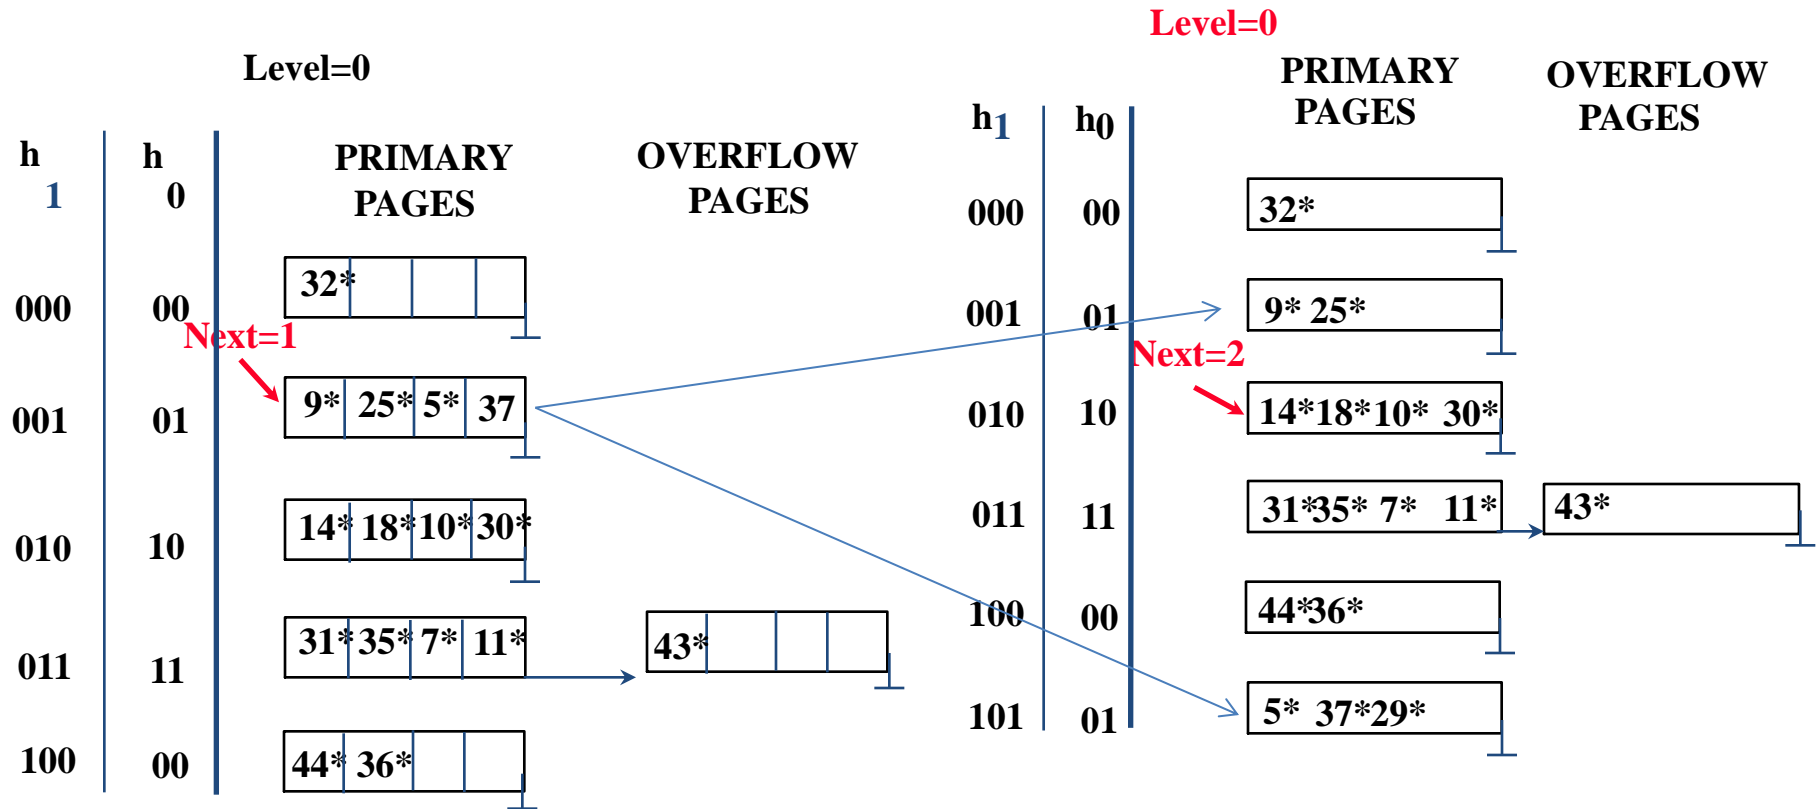 Level=0
h h PRIMARY OVERFLOW
1 0 PAGES PAGES
32*
000 00
Next=1
9* 25* 5* 37
001 01
14* 18* 10* 30*
010 10
31* 35* 7* 11* 43*
011 11
100 00 44* 36*
Level=0
PRIMARY OVERFLOW
h1 h0 PAGES PAGES
000 00 32*
001 01 9* 25*
Next=2
010 10 14* 18* 10* 30*
011 11 31* 35* 7* 11* 43*
100 00 44* 36*
101 01 5* 37* 29*